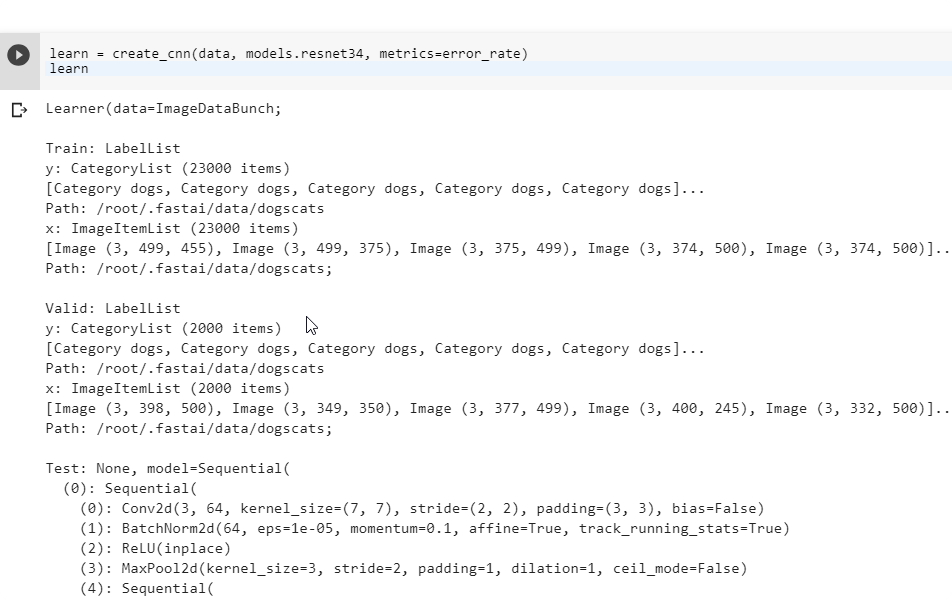 learn = create_cnn(data, models.resnet34, metrics=error_rate)
learn
Learner(data=ImageDataBunch;
Train: LabelList
y: CategoryList (23000 items)
[Category dogs, Category dogs, Category dogs, Category dogs, Category dogs]...
Path: /root/.fastai/data/dogscats
x: ImageItemList (23000 items)
[Image (3, 499, 455), Image (3, 499, 375), Image (3, 375, 499), Image (3, 374, 500), Image (3, 374, 500)]..
Path: /root/.fastai/data/dogscats;
Valid: LabelList
y: CategoryList (2000 items)
[Category dogs, Category dogs, Category dogs, Category dogs, Category dogs]...
Path: /root/.fastai/data/dogscats
x: ImageItemList (2000 items)
[Image (3, 398, 500), Image (3, 349, 350), Image (3, 377, 499), Image (3, 400, 245), Image (3, 332, 500)]..
Path: /root/.fastai/data/dogscats;
Test: None, model=Sequential(
(0): Sequential(
(0): Conv2d(3, 64, kernel_size=(7, 7), stride=(2, 2), padding=(3, 3), bias=False)
(1): BatchNorm2d(64, eps=1e-05, momentum=0.1, affine=True, track_running_stats=True)
(2): ReLU(inplace)
(3): MaxPool2d(kernel_size=3, stride=2, padding=1, dilation=1, ceil_mode=False)
(4): Sequential(